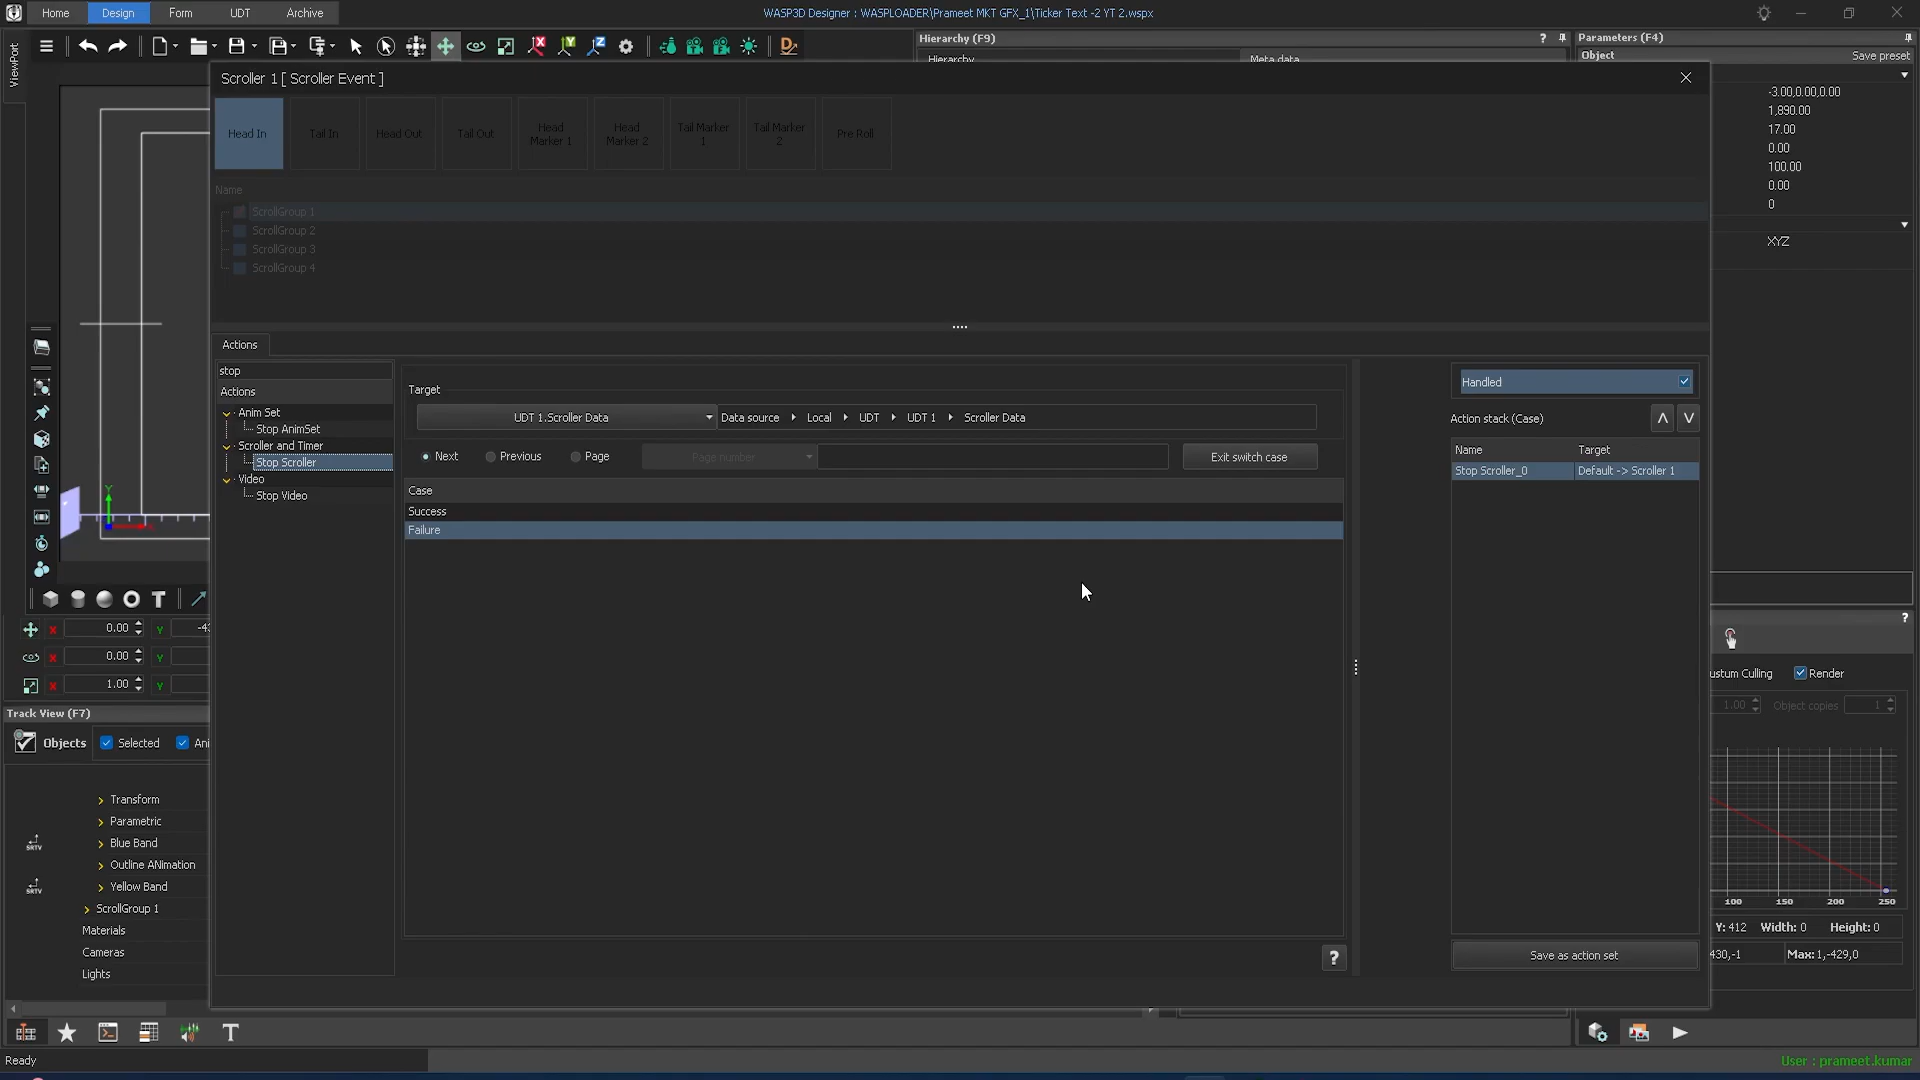 Home
Design
Form
UDT
Archive
WASP3D Designer : WASPLOADER\Prameet MKT GFX_1\Ticker Text -2 YT 2.wspx
ViewPort
Hierarchy (F9)
?
Parameters (F4)
Hierarchy
Meta data
Object
Save preset
Scroller 1 [ Scroller Event ]
-3.00,0.00,0.00
1,890.00
17.00
0.00
100.00
0.00
0
XYZ
Head In
Tail In
Head Out
Tail Out
Head Marker 1
Head Marker 2
Tail Marker 1
Tail Marker 2
Pre Roll
Name
ScrollGroup 1
ScrollGroup 2
ScrollGroup 3
ScrollGroup 4
Actions
stop
Actions
Anim Set
Stop AnimSet
Scroller and Timer
Stop Scroller
Video
Stop Video
Target
UDT 1.Scroller Data
Data source
Local
UDT
UDT 1
Scroller Data
Next
Previous
Page
Page number
Exit switch case
Case
Success
Failure
?
Handled
Action stack (Case)
Name
Target
Stop Scroller_0
Default -> Scroller 1
Save as action set
X
0.00
Y
X
0.00
Y
X
1.00
Y
Track View (F7)
Objects
Selected
Transform
Parametric
Blue Band
Outline ANimation
Yellow Band
ScrollGroup 1
Materials
Cameras
Lights
SRTV
SRTV
?
ustum Culling
Render
1.00
Object copies
1
100
150
200
250
Y: 412
Width: 0
Height: 0
430,-1
Max: 1,-429,0
Ready
User : prameet.kumar